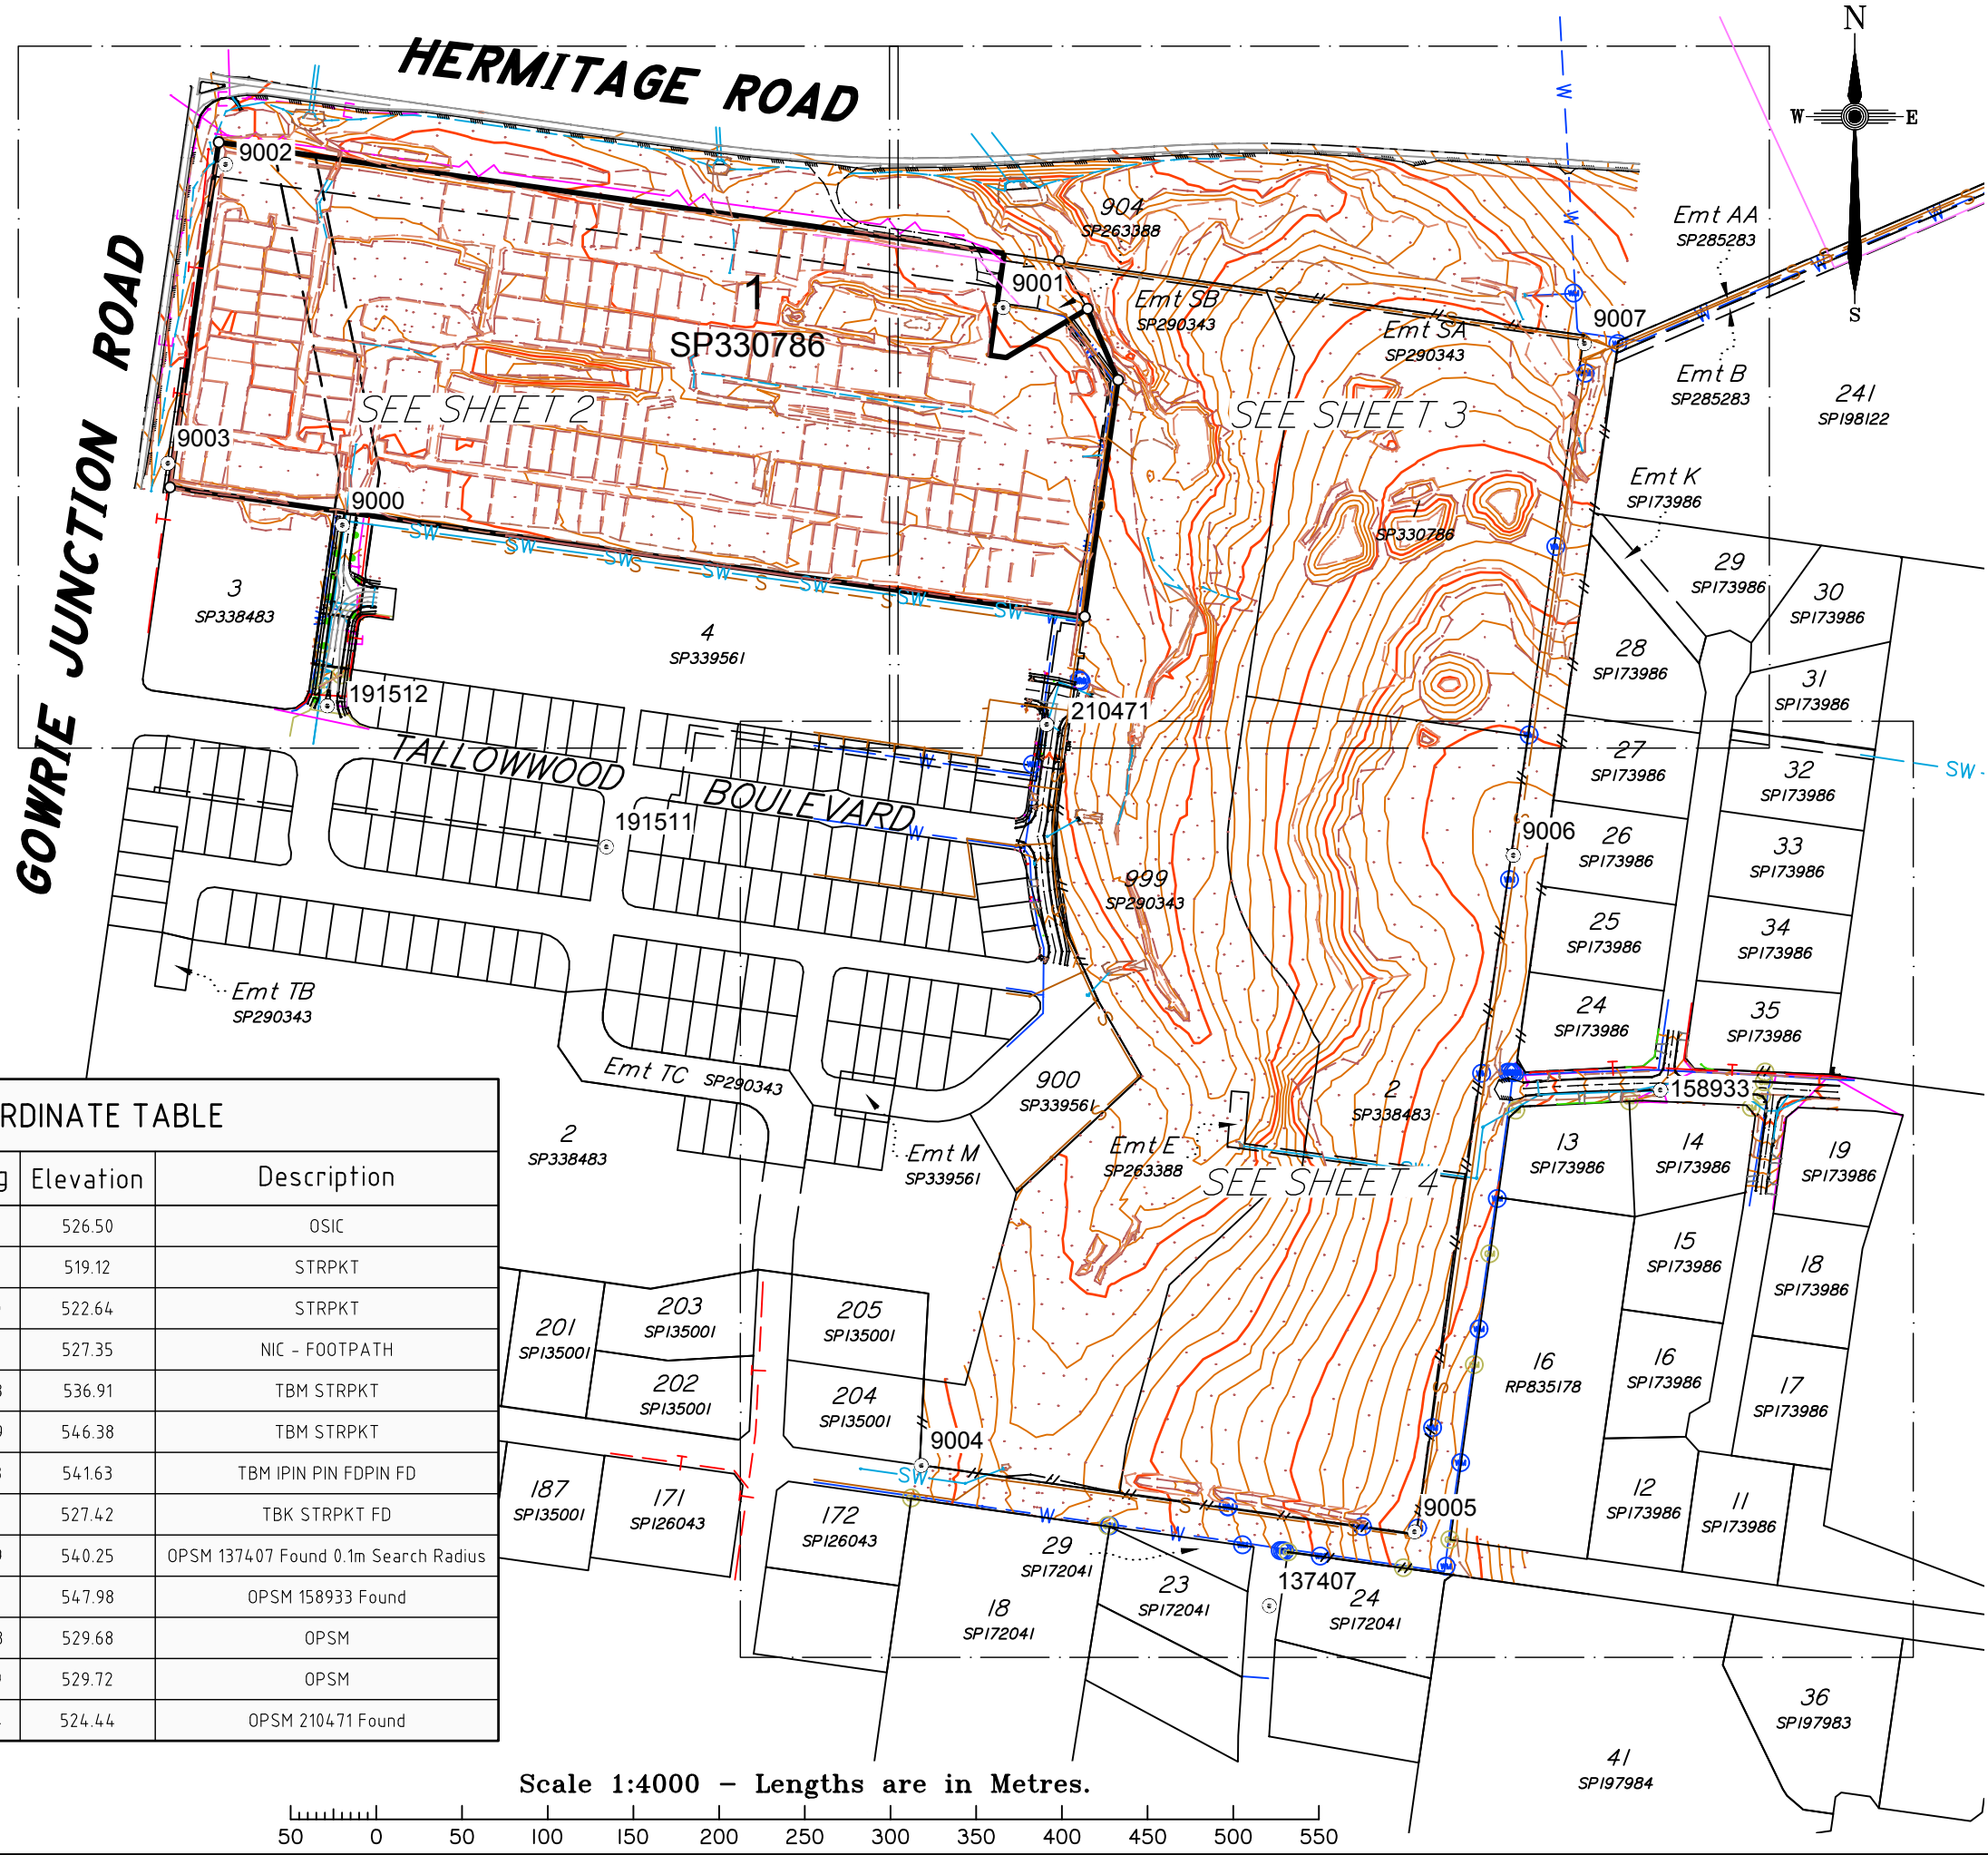 HERMITAGE ROAD
N
W
E
S
GOWRIE JUNCTION ROAD
9002
904
SP263388
Emt AA
SP285283
9001
Emt SB
SP290343
Emt SA
SP290343
9007
1
SP330786
Emt B
SP285283
241
SP198122
SEE SHEET 2
SEE SHEET 3
9003
Emt K
SP173986
9000
1
SP330786
29
SP173986
30
SP173986
3
SP338483
4
SP339561
28
SP173986
31
SP173986
191512
210471
27
SP173986
32
SP173986
SW
TALLOWWOOD BOULEVARD
191511
9006
26
SP173986
33
SP173986
999
SP290343
25
SP173986
34
SP173986
Emt TB
SP290343
24
SP173986
35
SP173986
Emt TC SP290343
900
SP339561
2
SP338483
158933
2
SP338483
Emt M
SP339561
Emt E
SP263388
SEE SHEET 4
13
SP173986
14
SP173986
19
SP173986
15
SP173986
18
SP173986
201
SP135001
203
SP135001
205
SP135001
202
SP135001
204
SP135001
16
RP835178
16
SP173986
17
SP173986
9004
187
SP135001
171
SP126043
172
SP126043
9005
12
SP173986
11
SP173986
29
SP172041
23
SP172041
137407
24
SP172041
18
SP172041
36
SP197983
41
SP197984
RDINATE TABLE
g Elevation Description
526.50 OSIC
519.12 STRPKT
522.64 STRPKT
527.35 NIC - FOOTPATH
536.91 TBM STRPKT
546.38 TBM STRPKT
541.63 TBM IPIN PIN FDPIN FD
527.42 TBK STRPKT FD
540.25 OPSM 137407 Found 0.1m Search Radius
547.98 OPSM 158933 Found
529.68 OPSM
529.72 OPSM
524.44 OPSM 210471 Found
Scale 1:4000 – Lengths are in Metres.
50 0 50 100 150 200 250 300 350 400 450 500 550